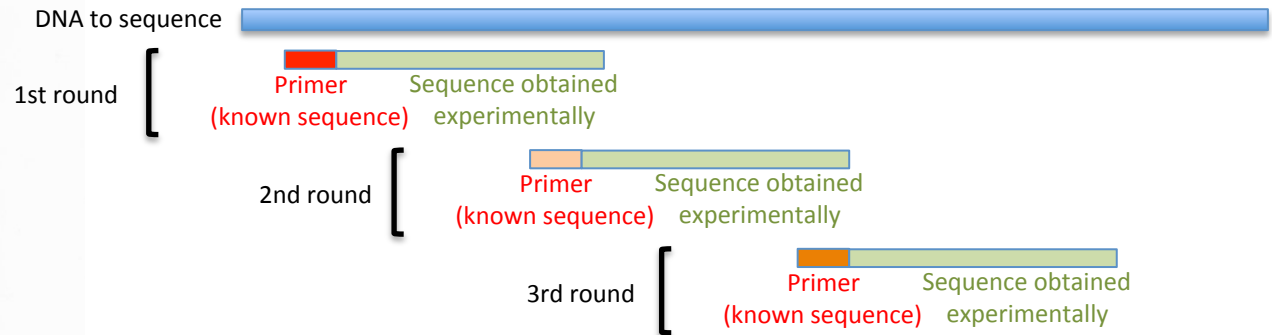 DNA to sequence
1st round
Primer
(known sequence)
Sequence obtained
experimentally
2nd round
Primer
(known sequence)
Sequence obtained
experimentally
3rd round
Primer
(known sequence)
Sequence obtained
experimentally